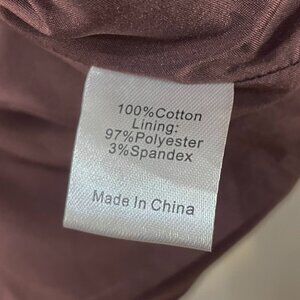 100%Cotton
Lining:
97%Polyester
3%Spandex
Made In China